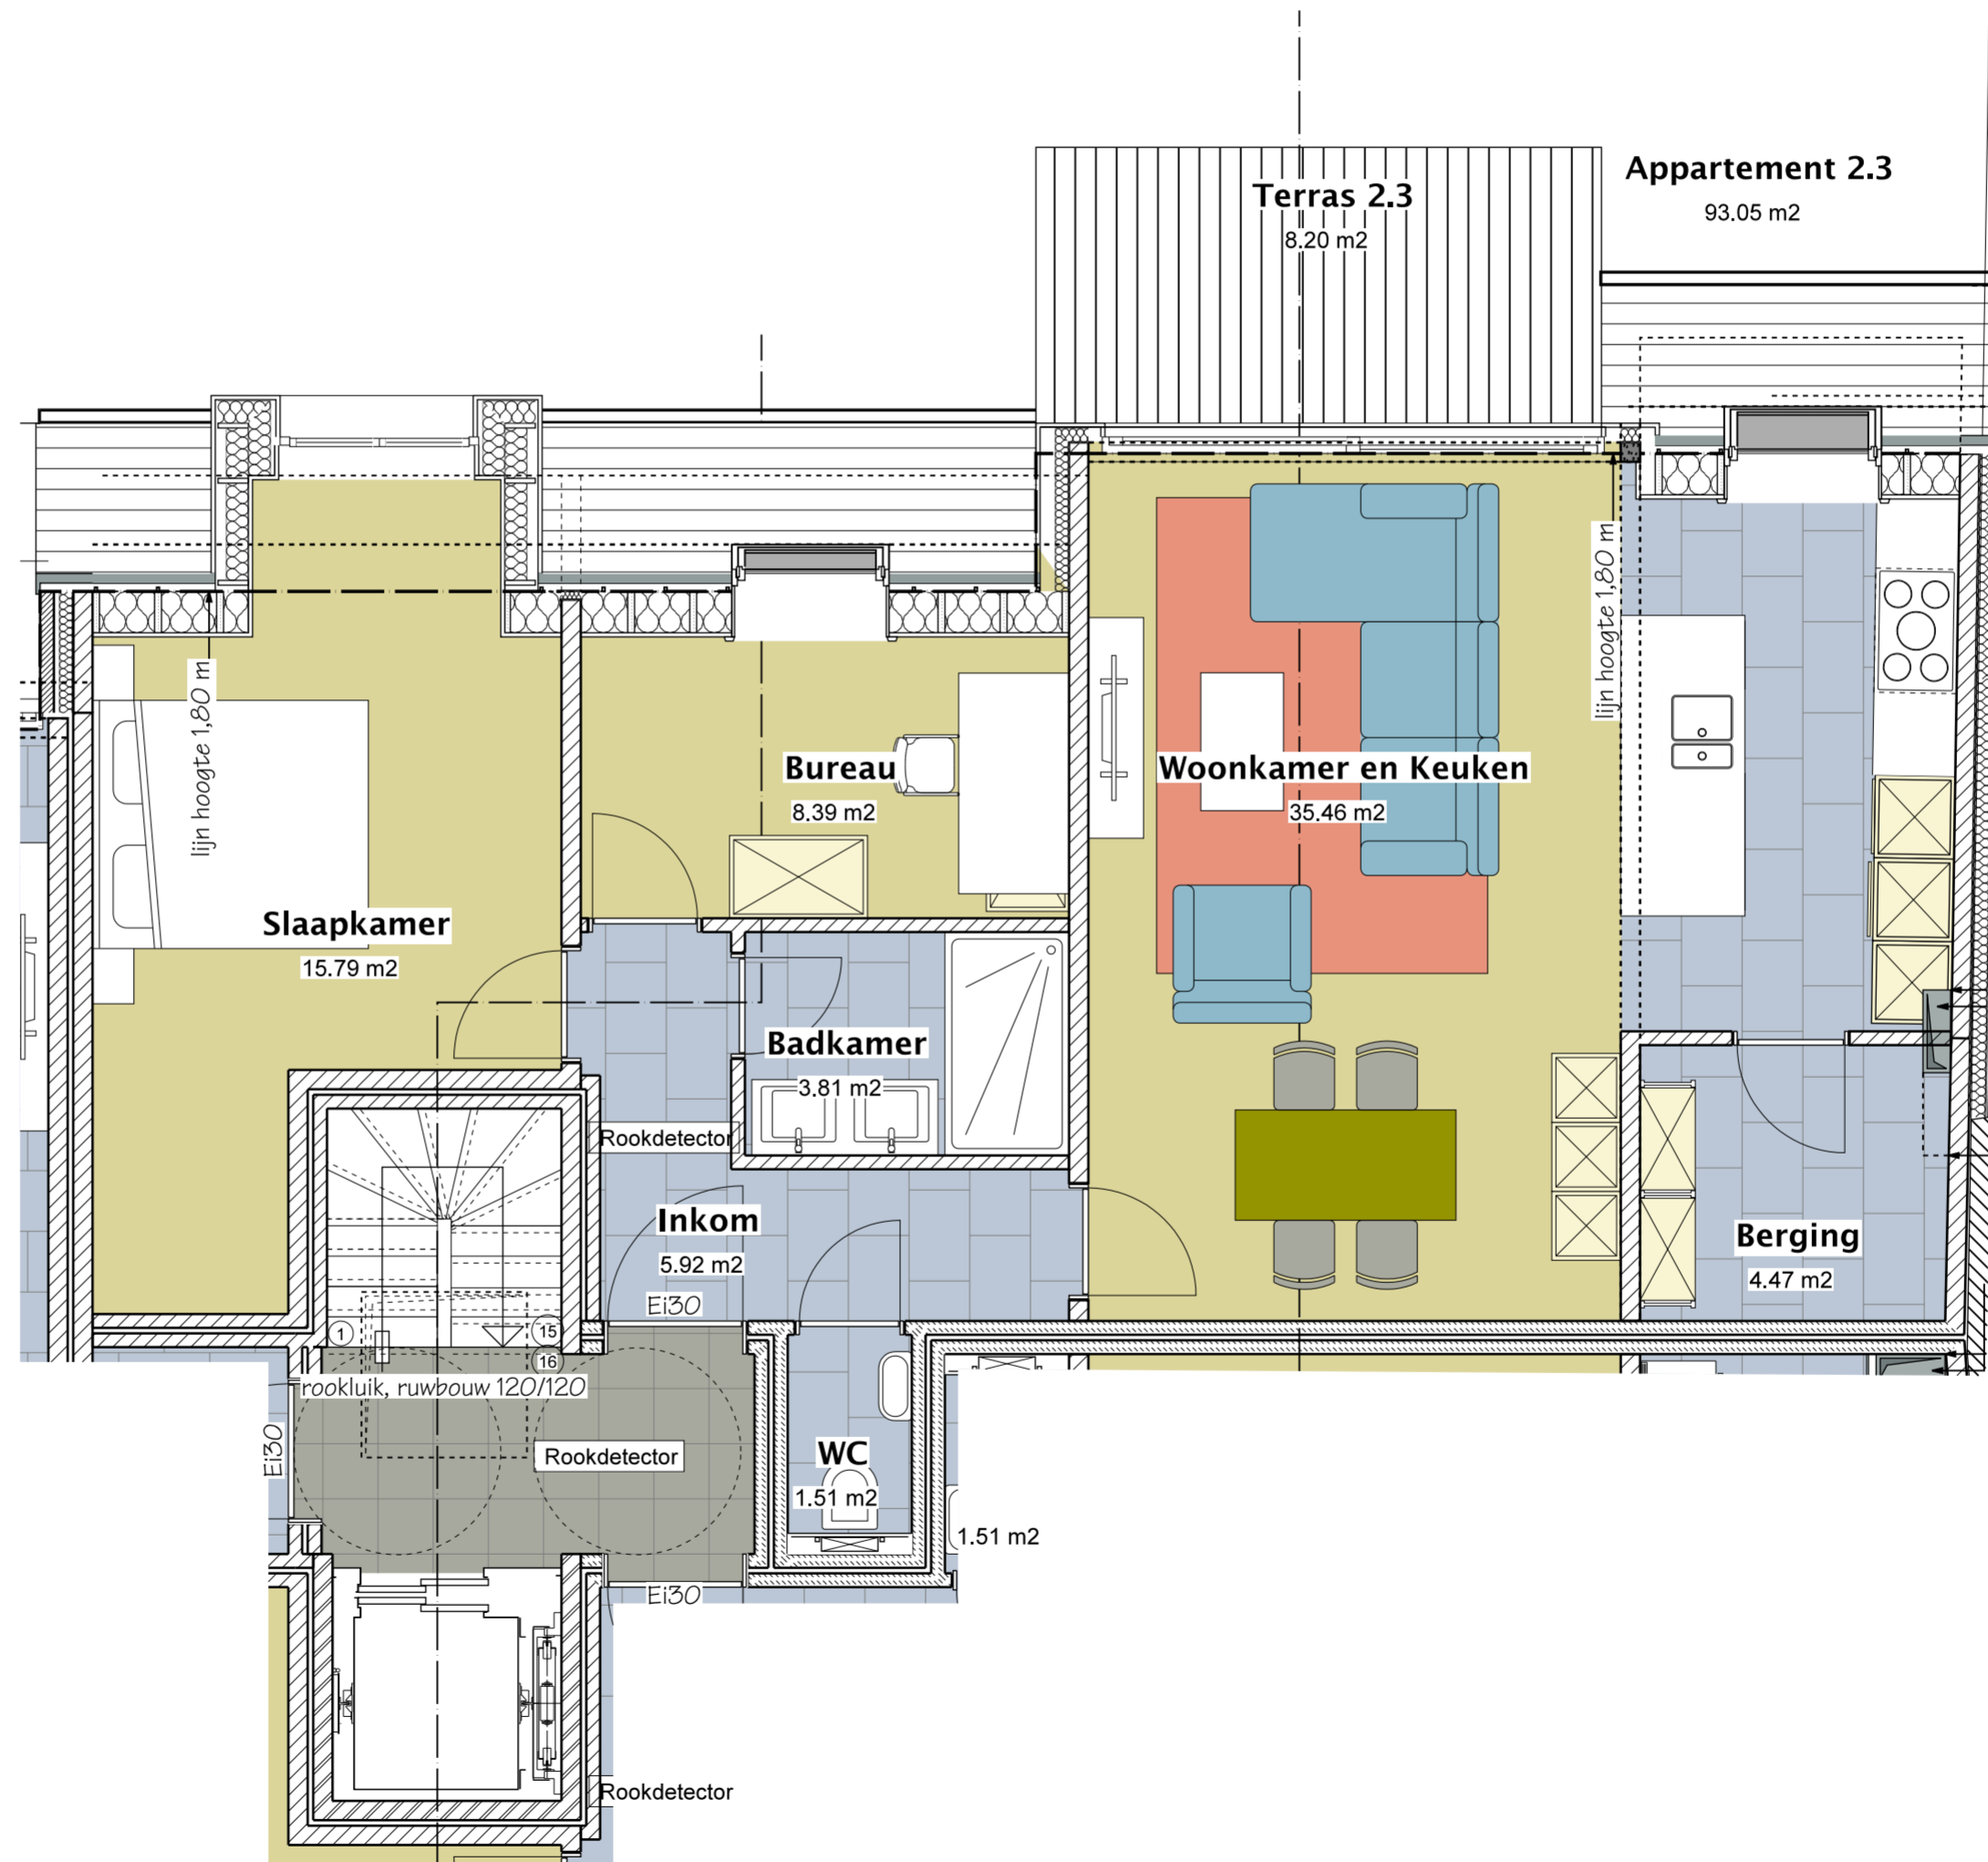 Appartement 2.3
93.05 m2
Terras 2.3
8.20 m2
lijn hoogte 1,80 m
lijn hoogte 1,80 m
Bureau
8.39 m2
Woonkamer en Keuken
35.46 m2
Slaapkamer
15.79 m2
Badkamer
3.81 m2
Rookdetector
Inkom
5.92 m2
Ei30
Berging
4.47 m2
1
15
16
rookluik, ruwbouw 120/120
Ei30
Rookdetector
WC
1.51 m2
1.51 m2
Ei30
Rookdetector